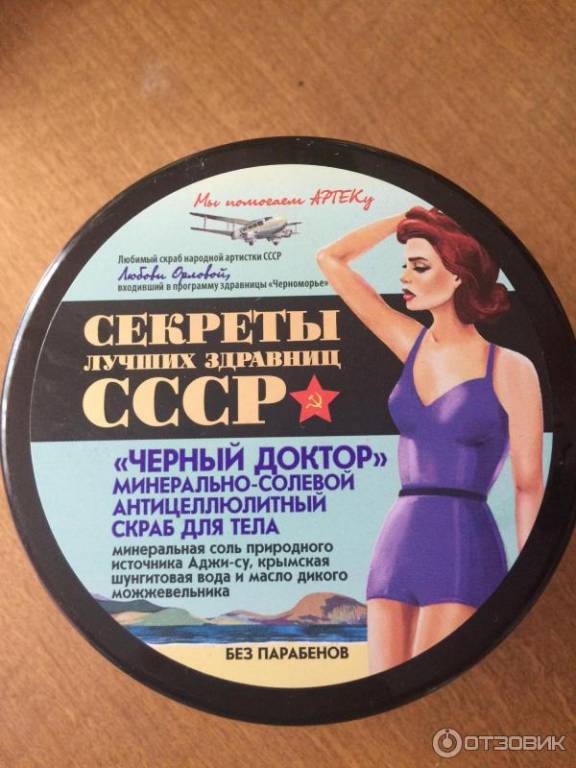 Мы помогаем АРТЕКу
Любимый скраб народной артистки СССР
Любови Орловой,
входивший в программу здравницы «Черноморье»
СЕКРЕТЫ
ЛУЧШИХ ЗДРАВНИЦ
СССР
«ЧЕРНЫЙ ДОКТОР»
МИНЕРАЛЬНО-СОЛЕВОЙ
АНТИЦЕЛЛЮЛИТНЫЙ
СКРАБ ДЛЯ ТЕЛА
минеральная соль природного
источника Аджи-су, крымская
шунгитовая вода и масло дикого
можжевельника
БЕЗ ПАРАБЕНОВ
ОТЗОВИК